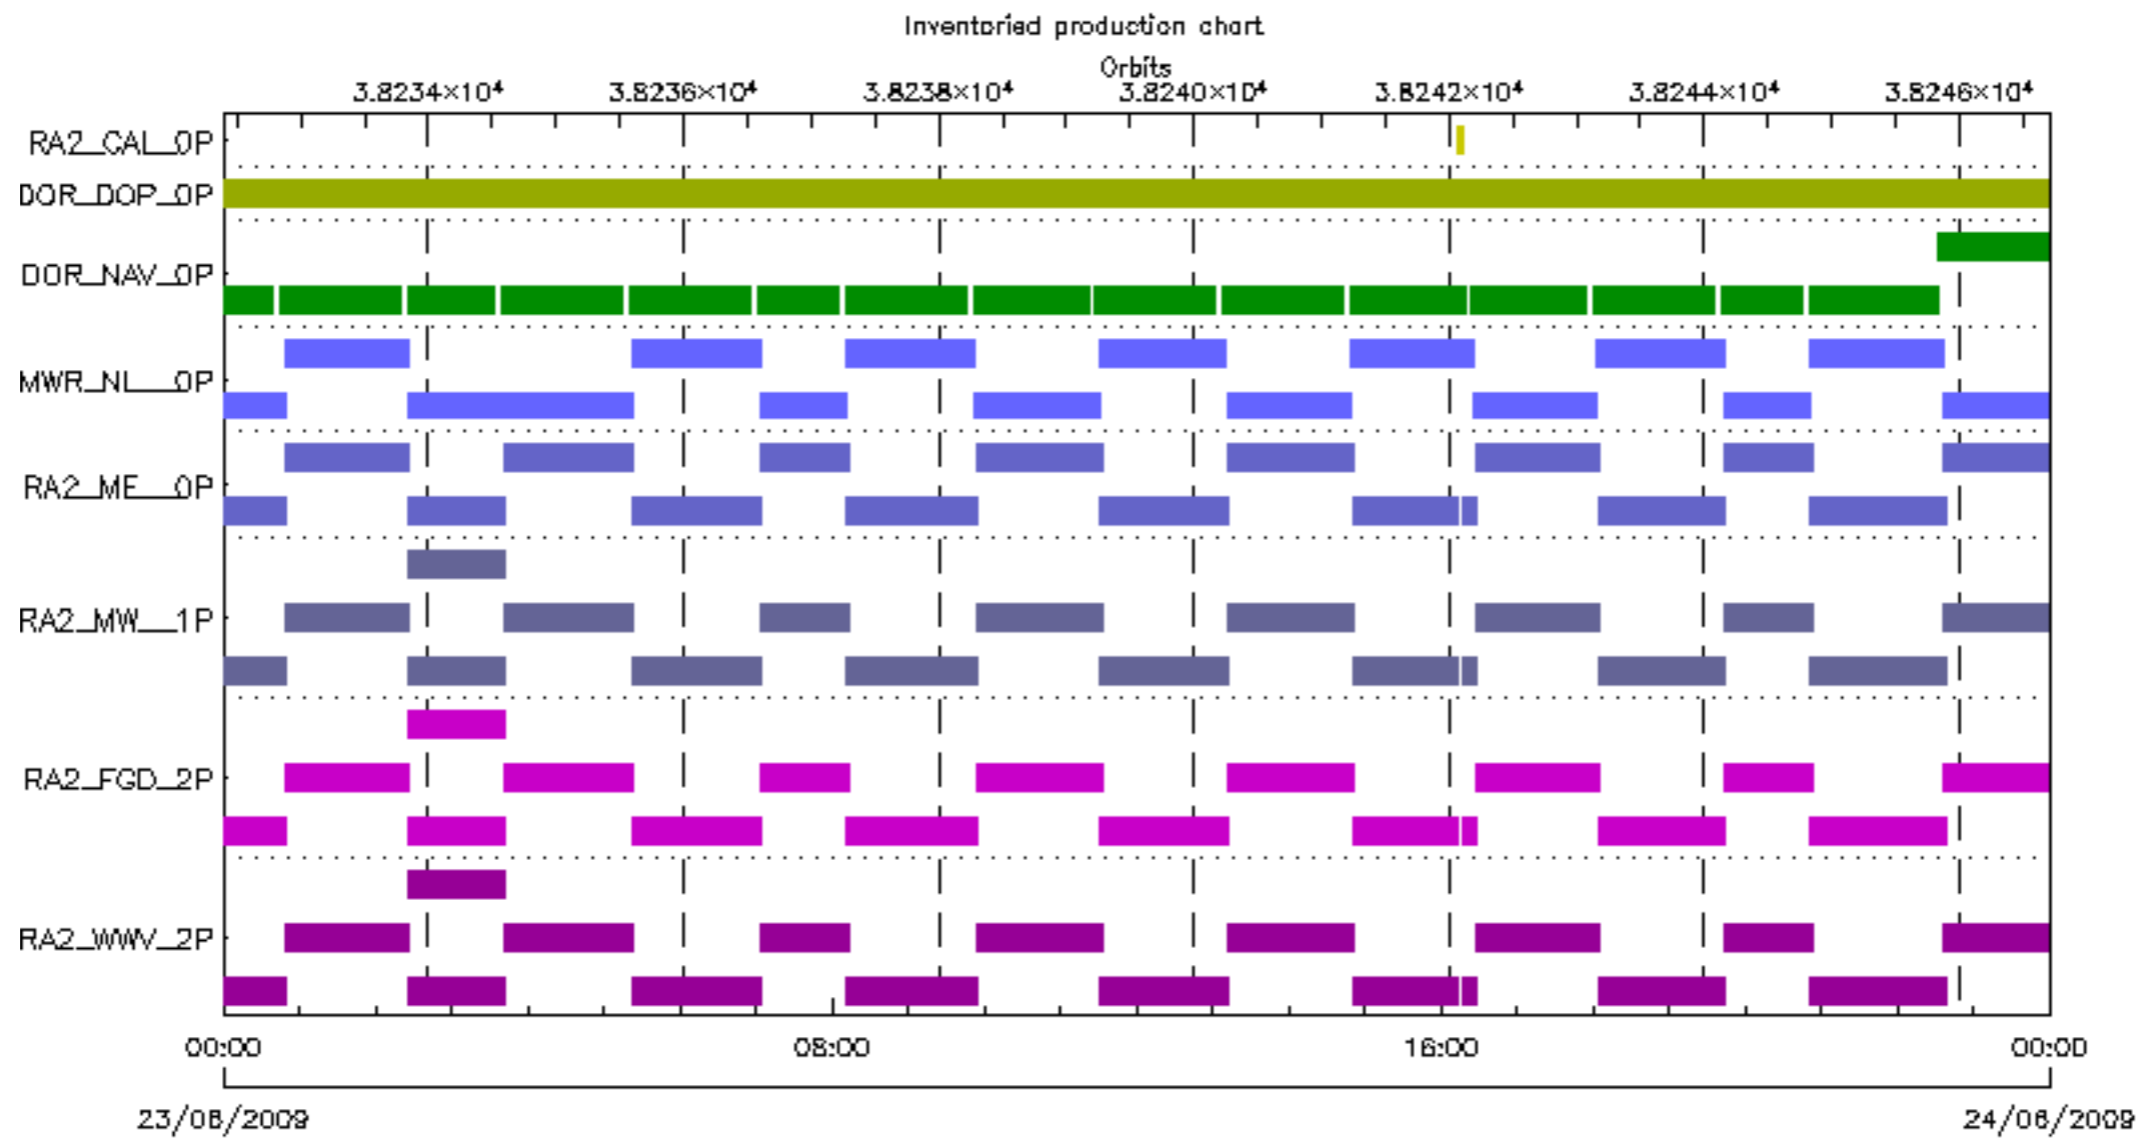 Inventoried production chart
Orbits
3.8234×10⁴ 3.8236×10⁴ 3.8238×10⁴ 3.8240×10⁴ 3.8242×10⁴ 3.8244×10⁴ 3.8246×10⁴
RA2_CAL_0P
DOR_DOP_0P
DOR_NAV_0P
MWR_NL__0P
RA2_ME__0P
RA2_MW__1P
RA2_FGD_2P
RA2_WWV_2P
00:00 08:00 16:00 00:00
23/06/2009 24/06/2009